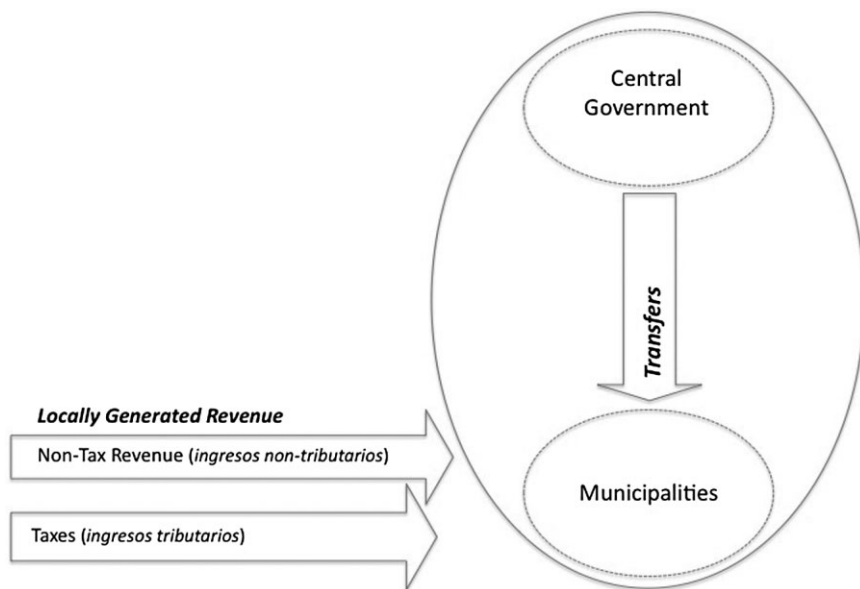 Central
Government
Transfers
Locally Generated Revenue
Non-Tax Revenue (ingresos non-tributarios)
Municipalities
Taxes (ingresos tributarios)